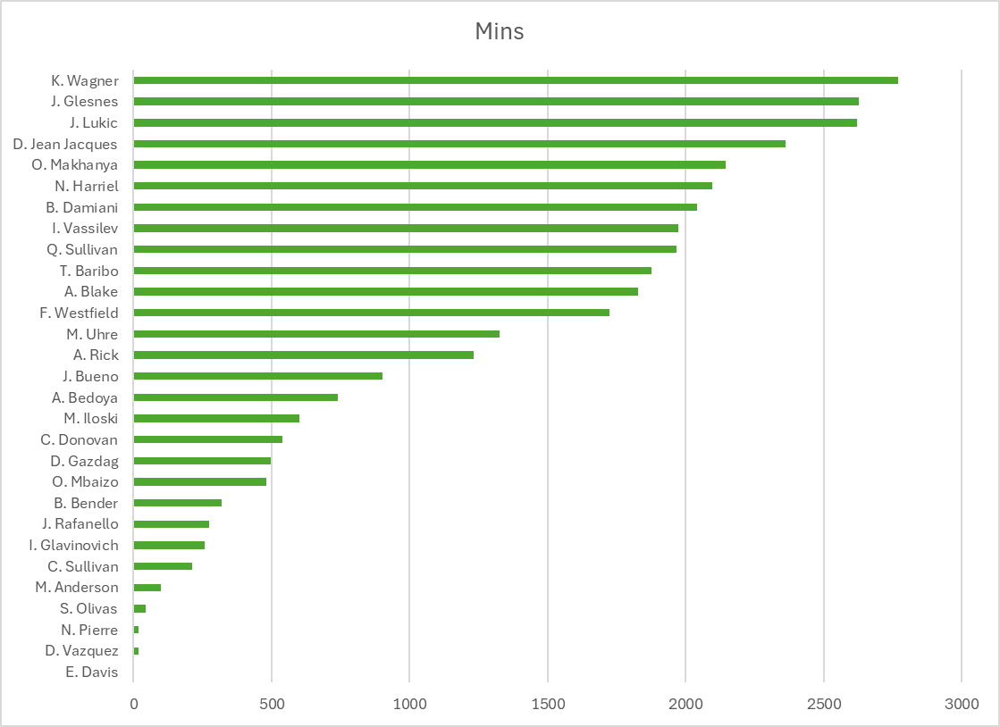 Mins
K. Wagner
J. Glesnes
J. Lukic
D. Jean Jacques
O. Makhanya
N. Harriel
B. Damiani
I. Vassilev
Q. Sullivan
T. Baribo
A. Blake
F. Westfield
M. Uhre
A. Rick
J. Bueno
A. Bedoya
M. Iloski
C. Donovan
D. Gazdag
O. Mbaizo
B. Bender
J. Rafanello
I. Glavinovich
C. Sullivan
M. Anderson
S. Olivas
N. Pierre
D. Vazquez
E. Davis
0 500 1000 1500 2000 2500 3000